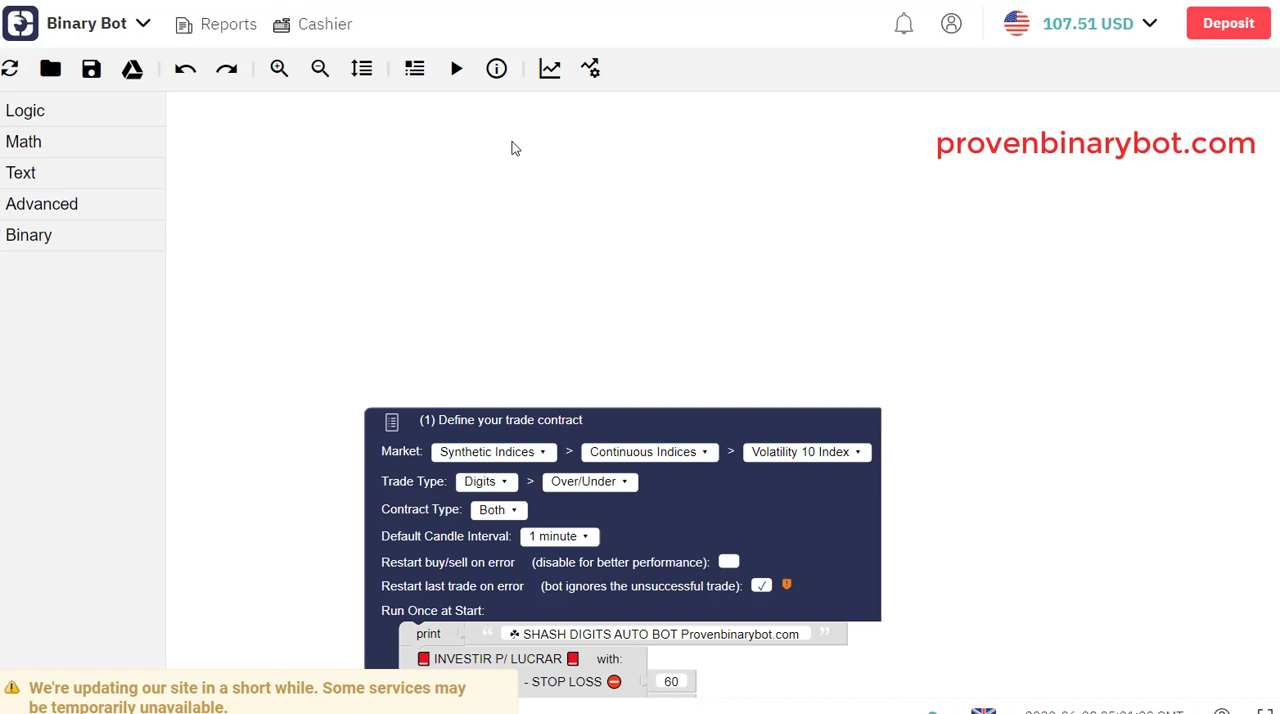 Binary Bot
Reports
Cashier
107.51 USD
Deposit
Logic
Math
Text
Advanced
Binary
provenbinarybot.com
(1) Define your trade contract
Market: Synthetic Indices ▾ > Continuous Indices ▾ > Volatility 10 Index ▾
Trade Type: Digits ▾ > Over/Under ▾
Contract Type: Both ▾
Default Candle Interval: 1 minute ▾
Restart buy/sell on error (disable for better performance):
Restart last trade on error (bot ignores the unsuccessful trade): ✓
Run Once at Start:
print “ ☘ SHASH DIGITS AUTO BOT Provenbinarybot.com ”
INVESTIR P/ LUCRAR with:
- STOP LOSS ⛔ 60
We're updating our site in a short while. Some services may
be temporarily unavailable.